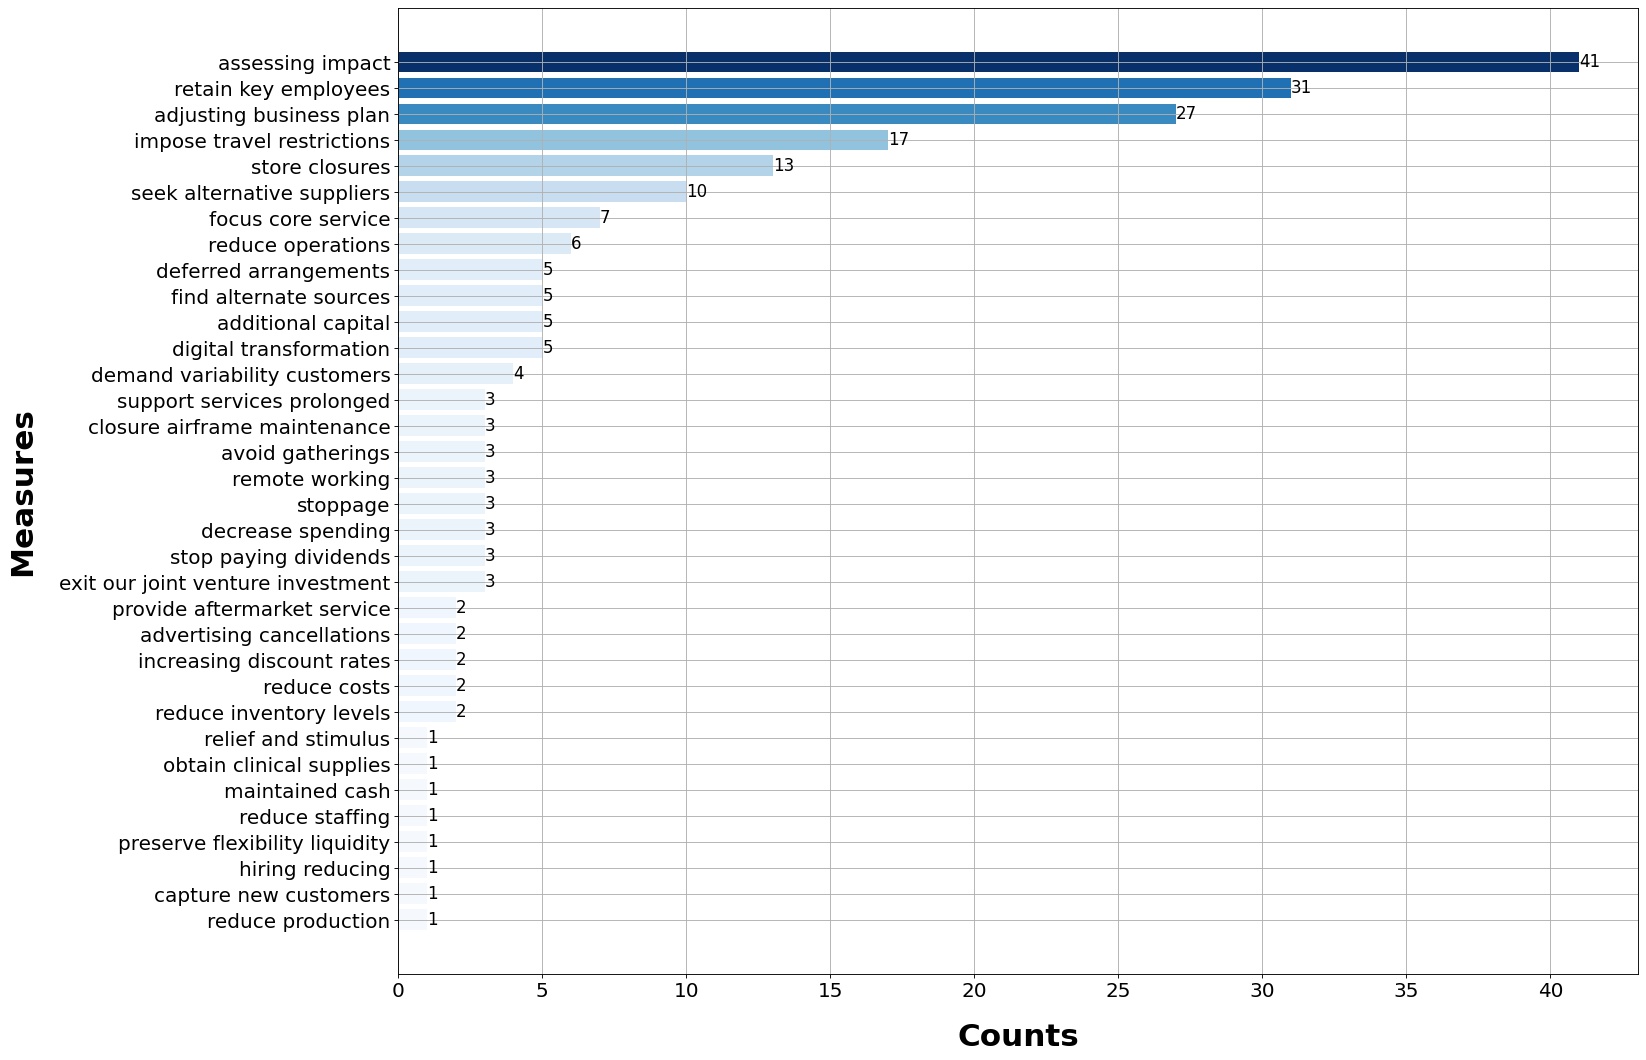 assessing impact 41
retain key employees 31
adjusting business plan 27
impose travel restrictions 17
store closures 13
seek alternative suppliers 10
focus core service 7
reduce operations 6
deferred arrangements 5
find alternate sources 5
additional capital 5
digital transformation 5
demand variability customers 4
support services prolonged 3
closure airframe maintenance 3
avoid gatherings 3
remote working 3
stoppage 3
decrease spending 3
stop paying dividends 3
exit our joint venture investment 3
provide aftermarket service 2
advertising cancellations 2
increasing discount rates 2
reduce costs 2
reduce inventory levels 2
relief and stimulus 1
obtain clinical supplies 1
maintained cash 1
reduce staffing 1
preserve flexibility liquidity 1
hiring reducing 1
capture new customers 1
reduce production 1
0 5 10 15 20 25 30 35 40
Counts
Measures